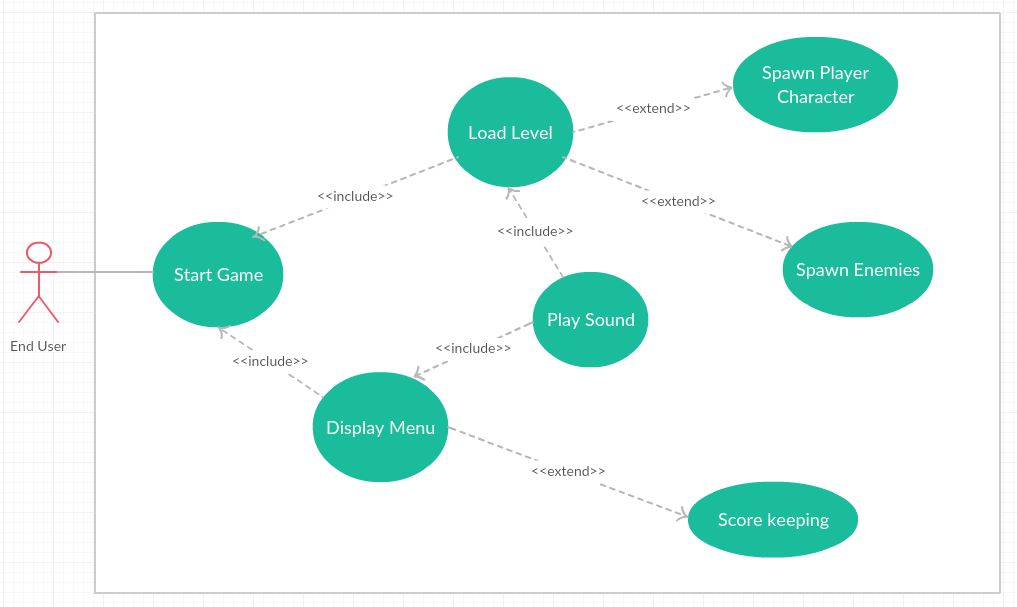 Spawn Player
Character
<<extend>>
Load Level
<<include>>
<<extend>>
<<include>>
Start Game
Spawn Enemies
Play Sound
End User
<<include>>
<<include>>
Display Menu
<<extend>>
Score keeping